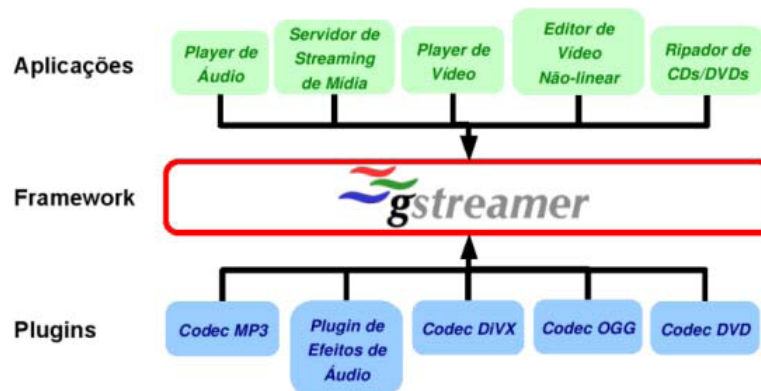 Aplicações
Player de
Áudio
Servidor de
Streaming
de Mídia
Player de
Vídeo
Editor de
Vídeo
Não-linear
Ripador de
CDs/DVDs
Framework
gstreamer
Plugins
Codec MP3
Plugin de
Efeitos de
Áudio
Codec DiVX
Codec OGG
Codec DVD